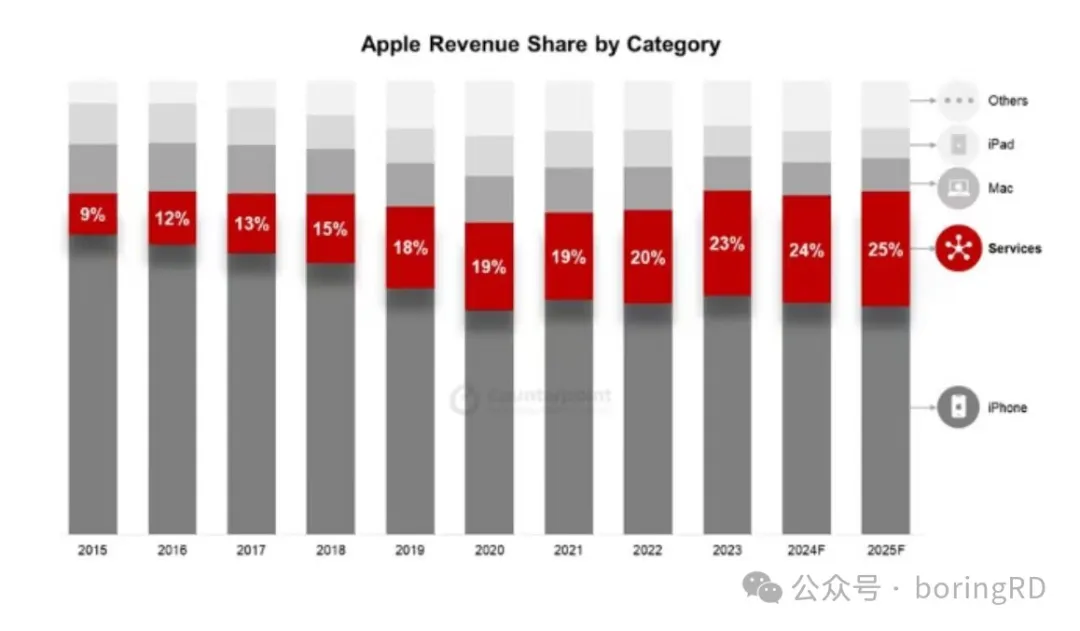 Apple Revenue Share by Category
Others
iPad
Mac
Services
iPhone
9%
12%
13%
15%
18%
19%
19%
20%
23%
24%
25%
Counterpoint
2015
2016
2017
2018
2019
2020
2021
2022
2023
2024F
2025F
公众号 · boringRD